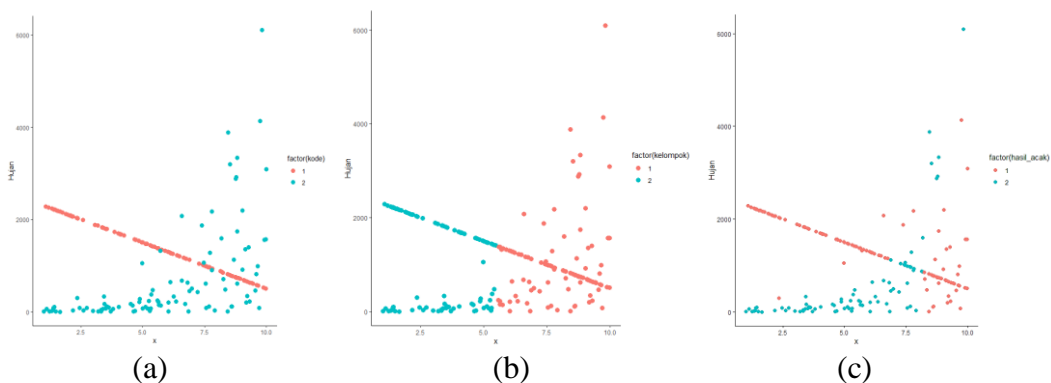 6000
4000
2000
0
Hujan
2.5 5.0 7.5 10.0
x
factor(kode)
1
2
(a)
6000
4000
2000
0
Hujan
2.5 5.0 7.5 10.0
x
factor(kelompok)
1
2
(b)
6000
4000
2000
0
Hujan
2.5 5.0 7.5 10.0
x
factor(hasil_acak)
1
2
(c)